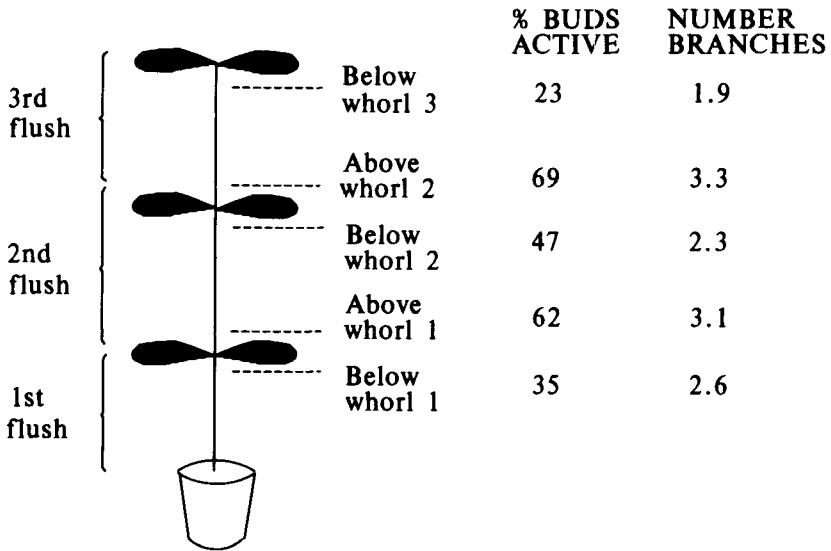 % BUDS ACTIVE
NUMBER BRANCHES
3rd flush
Below whorl 3 23 1.9
Above whorl 2 69 3.3
2nd flush
Below whorl 2 47 2.3
Above whorl 1 62 3.1
1st flush
Below whorl 1 35 2.6